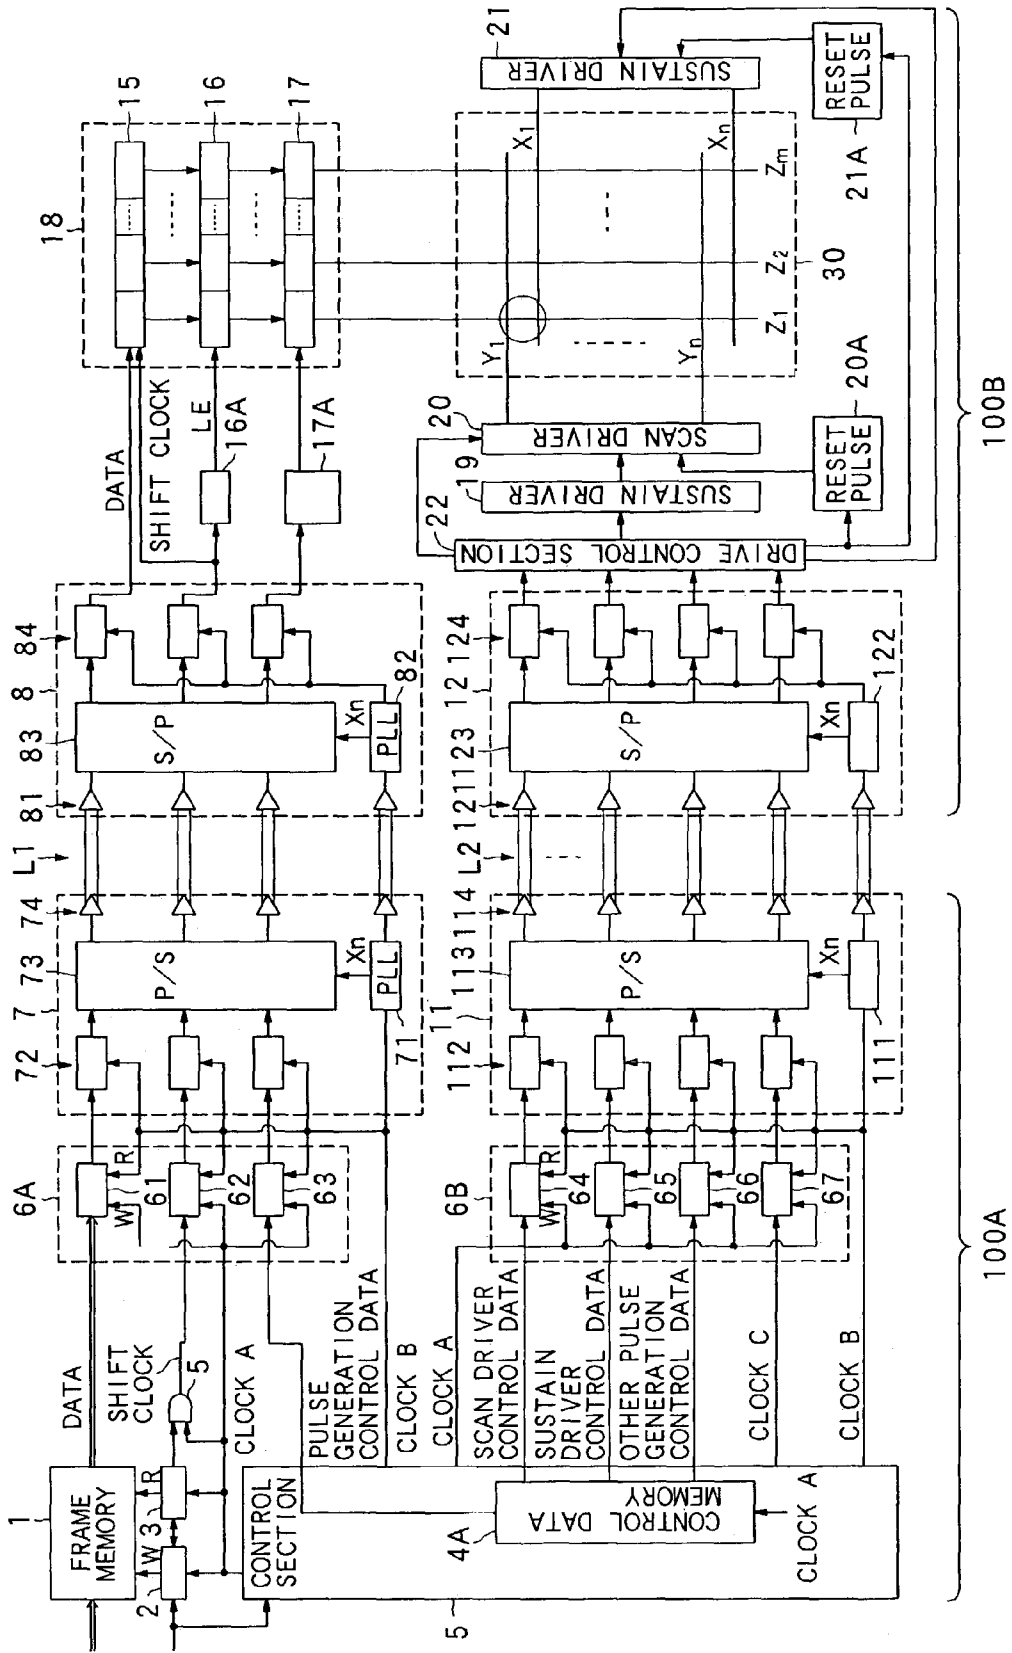 1
FRAME
MEMORY
W
R
2
3
DATA
SHIFT
CLOCK
5
CLOCK A
CONTROL
SECTION
5
PULSE
GENERATION
CONTROL DATA
CLOCK B
CLOCK A
SCAN DRIVER
CONTROL DATA
SUSTAIN
DRIVER
CONTROL DATA
OTHER PULSE
GENERATION
CONTROL DATA
CLOCK C
CLOCK B
4A
CONTROL DATA
MEMORY
CLOCK A
100A
6A
W
R
61
62
63
6B
W
R
64
65
66
67
7
72
73
P/S
74
Xn
PLL
71
11
112
113
P/S
114
Xn
111
L1
L2
8
81
83
S/P
84
Xn
PLL
82
12
121
123
S/P
124
Xn
122
DATA
SHIFT CLOCK
LE
16A
17A
18
15
16
17
22
DRIVE CONTROL SECTION
19
SUSTAIN DRIVER
20
SCAN DRIVER
RESET
PULSE
20A
Y1
Yn
X1
Xn
Z1
Z2
Zm
30
21
SUSTAIN DRIVER
RESET
PULSE
21A
100B